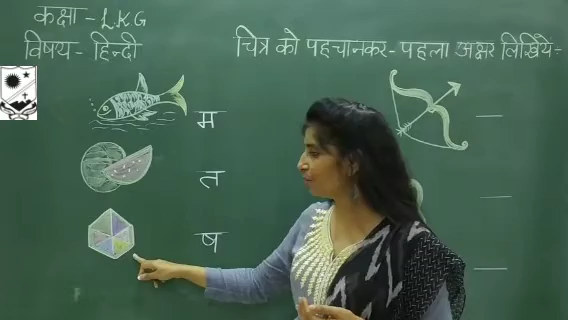 कक्षा - L.K.G
विषय - हिन्दी
चित्र को पहचानकर - पहला अक्षर लिखिये ÷
म
त
ष